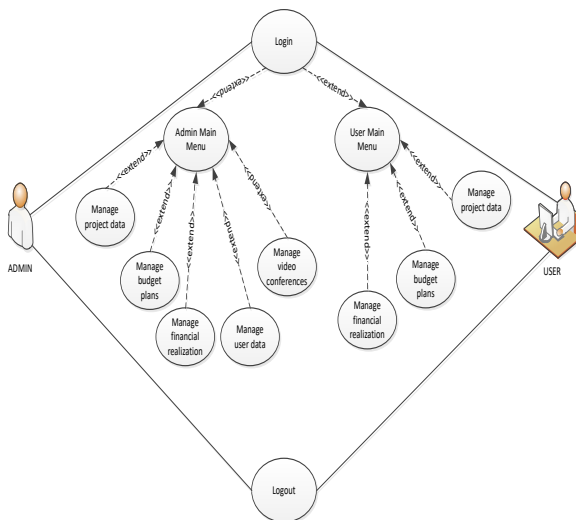 Login
<<extend>>
<<extend>>
Admin Main
Menu
User Main
Menu
<<extend>>
<<extend>>
<<extend>>
<<extend>>
<<extend>>
<<extend>>
<<extend>>
<<extend>>
Manage
project data
Manage
project data
ADMIN
USER
Manage
budget
plans
Manage
video
conferences
Manage
budget
plans
Manage
financial
realization
Manage
user data
Manage
financial
realization
Logout